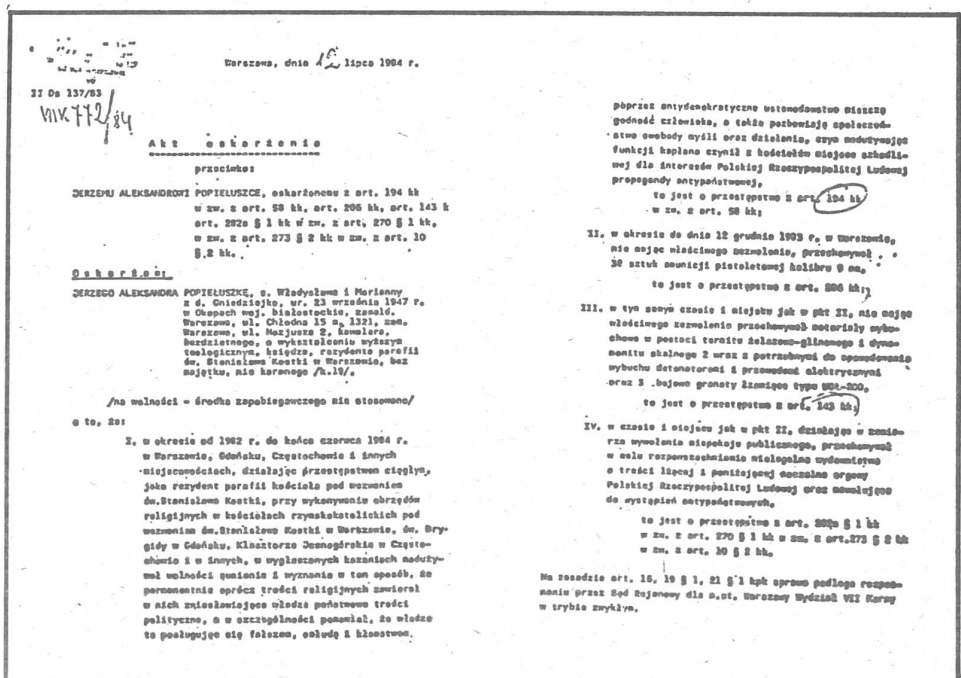 Warszawa, dnia 12 lipca 1984 r.
II Ds 137/83
VIIK 772/84
Akt oskarżenia
przeciwko:
JERZEMU ALEKSANDROWI POPIEŁUSZCE, oskarżonemu z art. 194 kk
w zw. z art. 58 kk, art. 206 kk, art. 143 k
art. 282a § 1 kk w zw. z art. 270 § 1 kk,
w zw. z art. 273 § 2 kk w zw. z art. 10
§ 2 kk.
Oskarżam:
JERZEGO ALEKSANDRA POPIEŁUSZKĘ, s. Władysława i Marianny
z d. Gniedziejko, ur. 23 września 1947 r.
w Okopach woj. białostockie, zameld.
Warszawa, ul. Chłodna 15 m. 1321, zam.
Warszawa, ul. Hozjusza 2, kawalera,
bezdzietnego, o wykształceniu wyższym
teologicznym, księdza, rezydenta parafii
św. Stanisława Kostki w Warszawie, bez
majątku, nie karanego /k.19/.
/na wolności – środka zapobiegawczego nie stosowano/
o to, że:
I. w okresie od 1982 r. do końca czerwca 1984 r.
w Warszawie, Gdańsku, Częstochowie i innych
miejscowościach, działając przestępstwem ciągłym,
jako rezydent parafii kościoła pod wezwaniem
św.Stanisława Kostki, przy wykonywaniu obrzędów
religijnych w kościołach rzymskokatolickich pod
wezwaniem św.Stanisława Kostki w Warszawie, św. Bry-
gidy w Gdańsku, Klasztorze Jasnogórskim w Często-
chowie i w innych, w wygłaszanych kazaniach naduży-
wał wolności sumienia i wyznania w ten sposób, że
permanentnie oprócz treści religijnych zawierał
w nich zniesławiające władze państwowe treści
polityczne, a w szczególności pomawiał, że władze
te posługując się fałszem, obłudą i kłamstwem,
poprzez antydemokratyczne ustawodawstwo niszczą
godność człowieka, a także pozbawiają społeczeń-
stwo swobody myśli oraz działania, czym nadużywając
funkcji kapłana czynił z kościołów miejsce szkodli-
wej dla interesów Polskiej Rzeczypospolitej Ludowej
propagandy antypaństwowej,
to jest o przestępstwo z art. 194 kk
w zw. z art. 58 kk;
II. w okresie do dnia 12 grudnia 1983 r. w Warszawie,
nie mając właściwego zezwolenia, przechowywał
sztuk amunicji pistoletowej kalibru 9 mm,
to jest o przestępstwo z art. 206 kk;
III. w tym samym czasie i miejscu jak w pkt II, nie mając
właściwego zezwolenia przechowywał materiały wybu-
chowe w postaci termitu żelazowo-glinowego i dyna-
monitu skalnego 2 wraz z potrzebnymi do spowodowania
wybuchu detonatorami i przewodami elektrycznymi
oraz 3 bojowe granaty łzawiące typu UGŁ-200,
to jest o przestępstwo z art. 143 kk;
IV. w czasie i miejscu jak w pkt II, działając w zamia-
rze wywołania niepokoju publicznego, przechowywał
w celu rozpowszechniania nielegalne wydawnictwa
o treści lżącej i poniżającej naczelne organy
Polskiej Rzeczypospolitej Ludowej oraz nawołujące
do wystąpień antypaństwowych,
to jest o przestępstwo z art. 282a § 1 kk
w zw. z art. 270 § 1 kk w zw. z art.273 § 2 kk
w zw. z art. 10 § 2 kk.
Na zasadzie art. 16, 19 § 1, 21 § 1 kpk sprawa podlega rozpoz-
naniu przez Sąd Rejonowy dla m.st. Warszawy Wydział VII Karny
w trybie zwykłym.